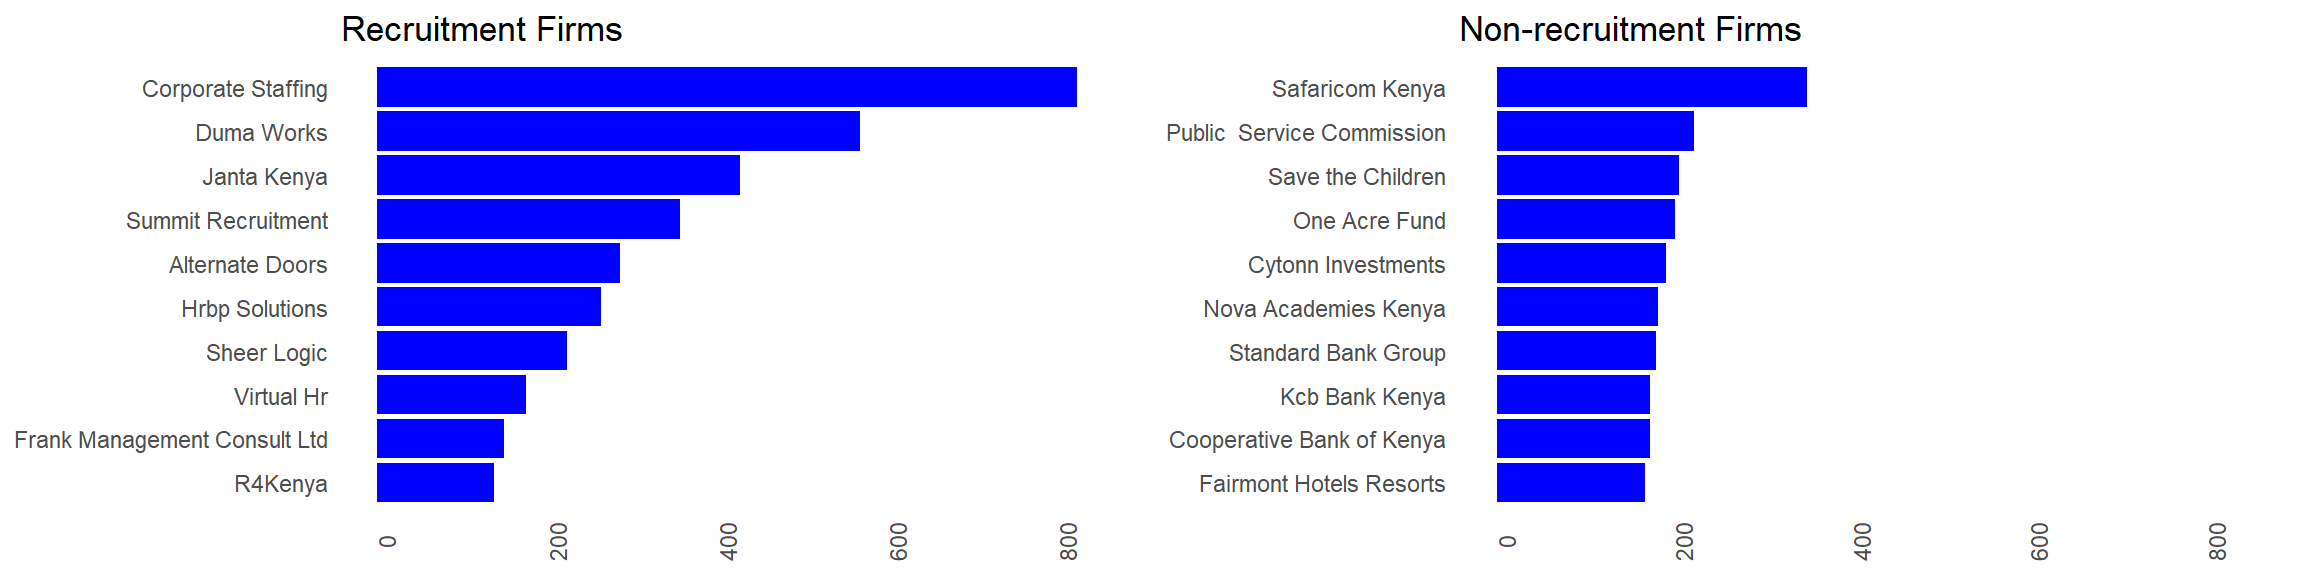 Recruitment Firms
Corporate Staffing
Duma Works
Janta Kenya
Summit Recruitment
Alternate Doors
Hrbp Solutions
Sheer Logic
Virtual Hr
Frank Management Consult Ltd
R4Kenya
0
200
400
600
800
Non-recruitment Firms
Safaricom Kenya
Public  Service Commission
Save the Children
One Acre Fund
Cytonn Investments
Nova Academies Kenya
Standard Bank Group
Kcb Bank Kenya
Cooperative Bank of Kenya
Fairmont Hotels Resorts
0
200
400
600
800